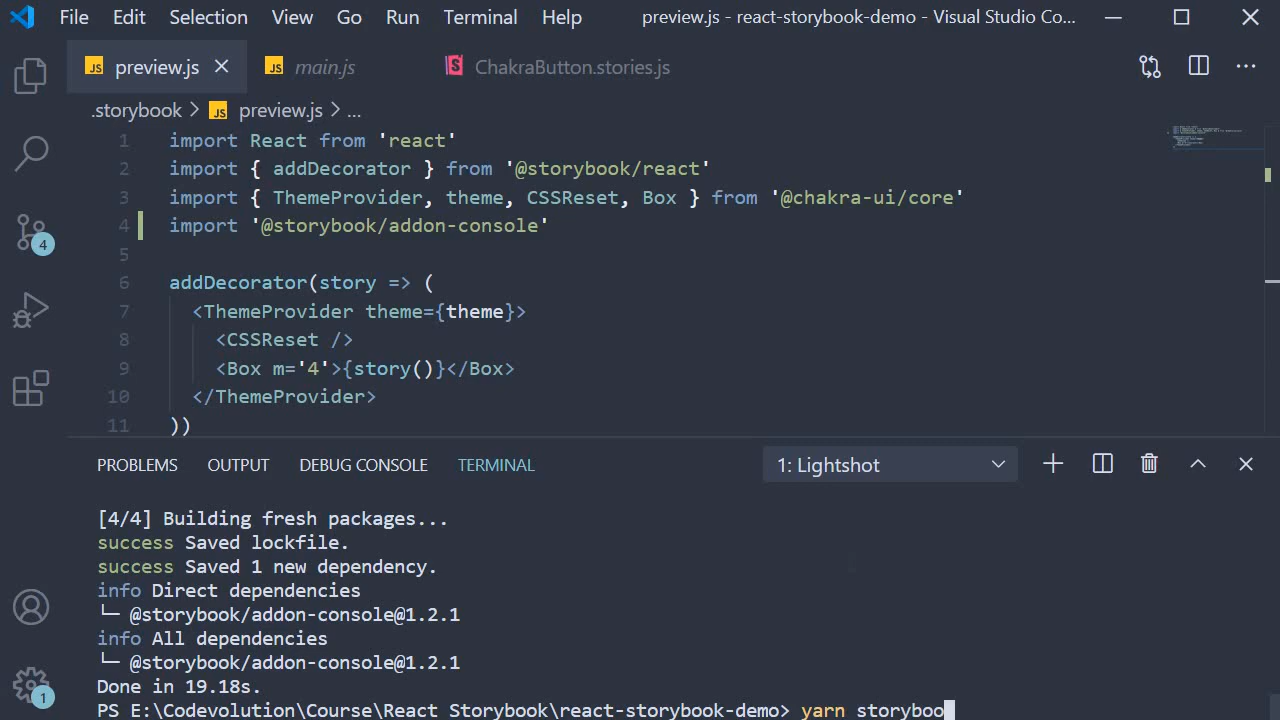 File Edit Selection View Go Run Terminal Help preview.js - react-storybook-demo - Visual Studio Co...
JS preview.js JS main.js ChakraButton.stories.js
.storybook > JS preview.js > ...
1 import React from 'react'
2 import { addDecorator } from '@storybook/react'
3 import { ThemeProvider, theme, CSSReset, Box } from '@chakra-ui/core'
4 import '@storybook/addon-console'
5
6 addDecorator(story => (
7 <ThemeProvider theme={theme}>
8 <CSSReset />
9 <Box m='4'>{story()}</Box>
10 </ThemeProvider>
11 ))
4
1
PROBLEMS OUTPUT DEBUG CONSOLE TERMINAL 1: Lightshot
[4/4] Building fresh packages...
success Saved lockfile.
success Saved 1 new dependency.
info Direct dependencies
└─ @storybook/addon-console@1.2.1
info All dependencies
└─ @storybook/addon-console@1.2.1
Done in 19.18s.
PS E:\Codevolution\Course\React Storybook\react-storybook-demo> yarn storyboo